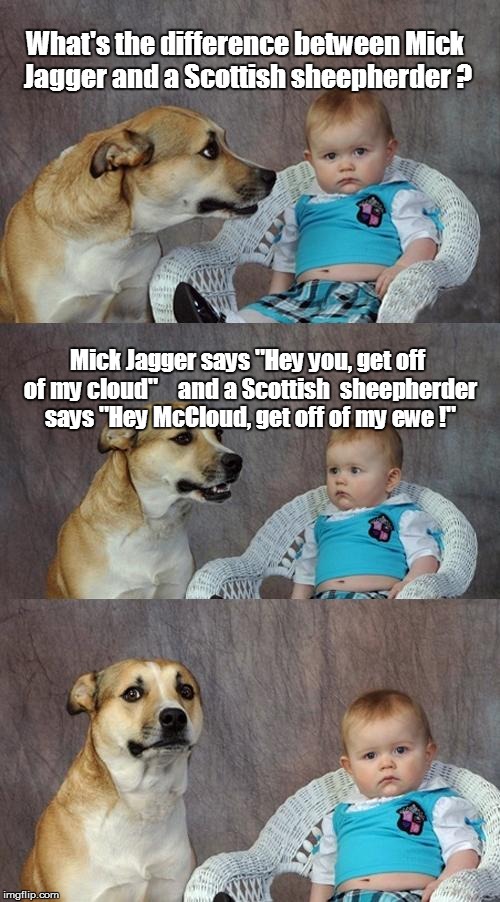 What's the difference between Mick
Jagger and a Scottish sheepherder ?
Mick Jagger says "Hey you, get off
of my cloud" and a Scottish sheepherder
says "Hey McCloud, get off of my ewe !"
imgflip.com